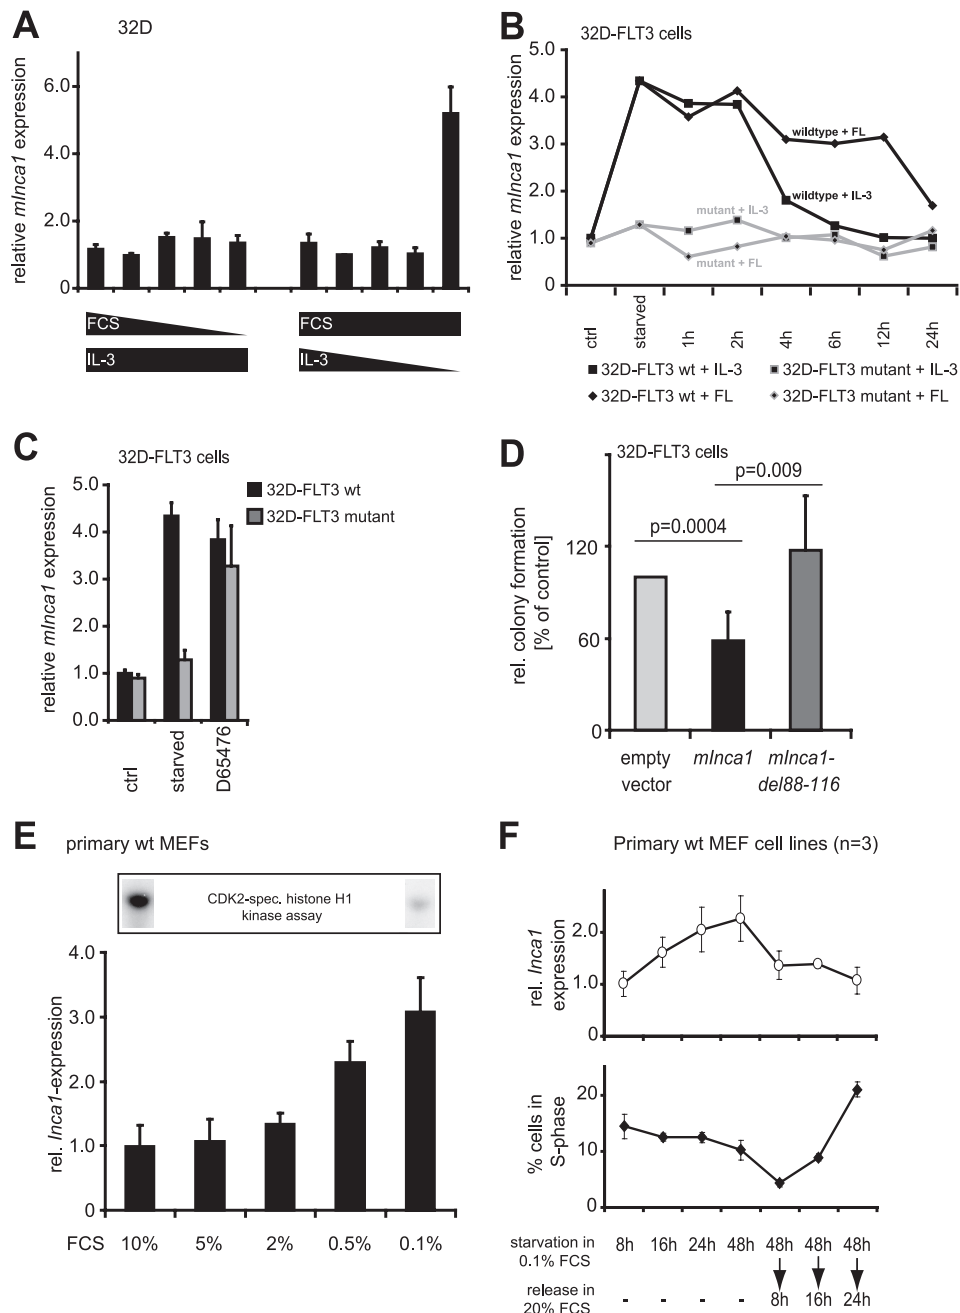 A
32D
relative mInca1 expression
6.0
4.0
2.0
0
FCS
FCS
IL-3
IL-3
B
32D-FLT3 cells
relative mInca1 expression
5.0
4.0
3.0
2.0
1.0
0
wildtype + FL
wildtype + IL-3
mutant + IL-3
mutant + FL
ctrl
starved
1h
2h
4h
6h
12h
24h
32D-FLT3 wt + IL-3
32D-FLT3 mutant + IL-3
32D-FLT3 wt + FL
32D-FLT3 mutant + FL
C
32D-FLT3 cells
relative mInca1 expression
5.0
4.0
3.0
2.0
1.0
0.0
32D-FLT3 wt
32D-FLT3 mutant
ctrl
starved
D65476
D
32D-FLT3 cells
rel. colony formation
[% of control]
120
60
0
p=0.009
p=0.0004
empty
vector
mInca1
mInca1-
del88-116
E
primary wt MEFs
CDK2-spec. histone H1
kinase assay
rel. Inca1-expression
4.0
3.0
2.0
1.0
0
FCS
10%
5%
2%
0.5%
0.1%
F
Primary wt MEF cell lines (n=3)
rel. Inca1
expression
2.0
1.0
0
% cells in
S-phase
20
10
0
starvation in
0.1% FCS
8h
16h
24h
48h
48h
48h
48h
release in
20% FCS
-
-
-
-
8h
16h
24h